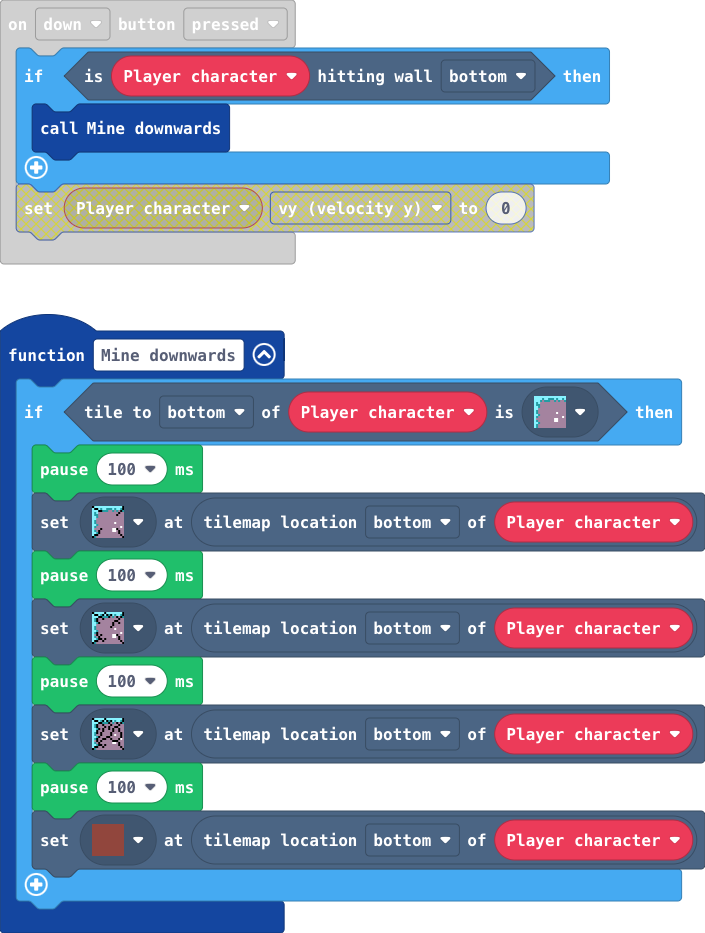 on down button pressed
if is Player character hitting wall bottom then
call Mine downwards
set Player character vy (velocity y) to 0
function Mine downwards
if tile to bottom of Player character is then
pause 100 ms
set at tilemap location bottom of Player character
pause 100 ms
set at tilemap location bottom of Player character
pause 100 ms
set at tilemap location bottom of Player character
pause 100 ms
set at tilemap location bottom of Player character